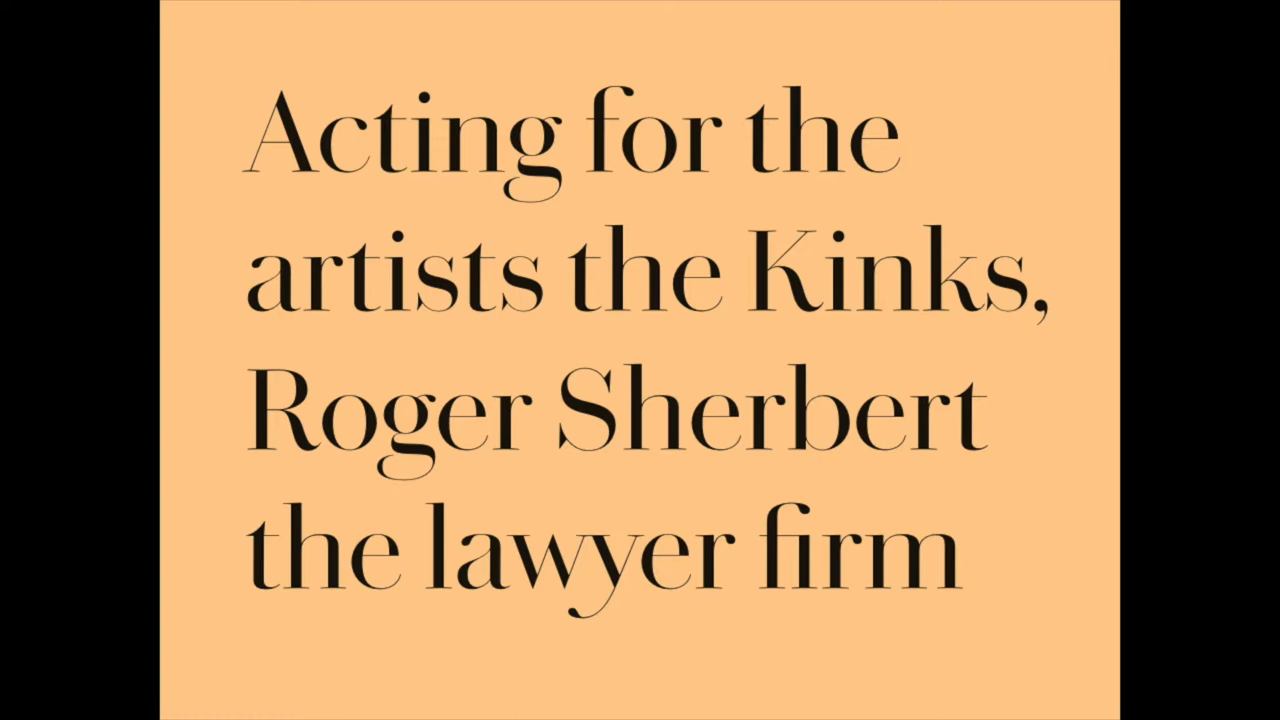 Acting for the
artists the Kinks,
Roger Sherbert
the lawyer firm